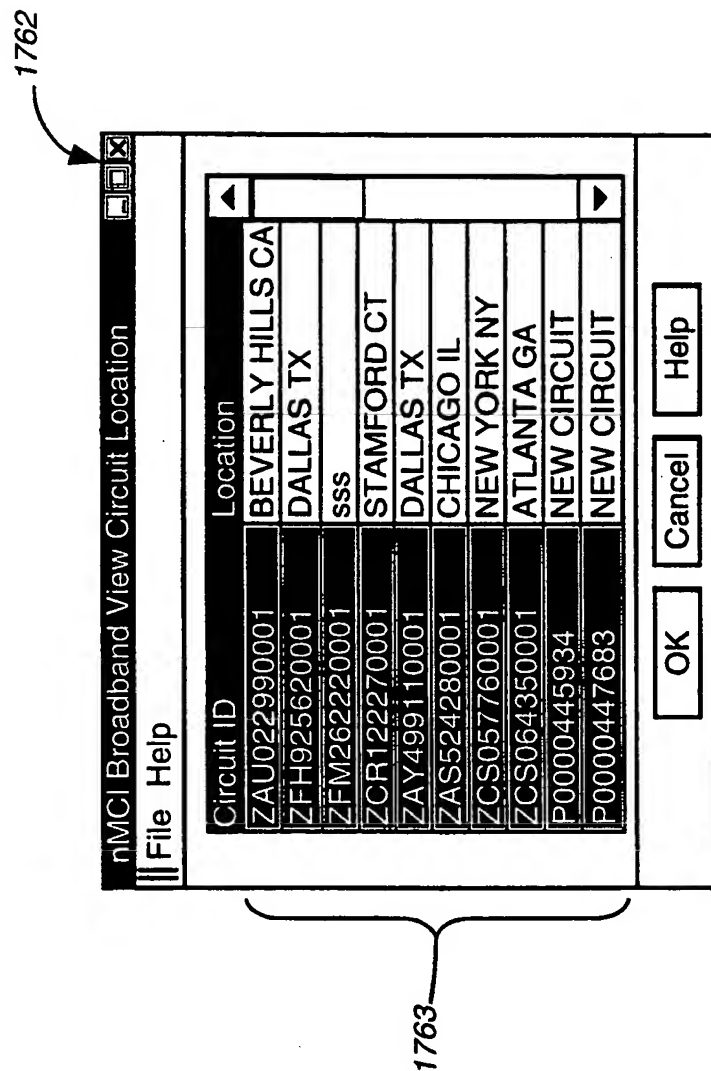 1762
nMCI Broadband View Circuit Location
File Help
Circuit ID Location
ZAU022990001 BEVERLY HILLS CA
ZFH925620001 DALLAS TX
ZFM262220001 sss
ZCR122270001 STAMFORD CT
ZAY499110001 DALLAS TX
ZAS524280001 CHICAGO IL
ZCS057760001 NEW YORK NY
ZCS064350001 ATLANTA GA
P0000445934 NEW CIRCUIT
P0000447683 NEW CIRCUIT
1763
OK Cancel Help